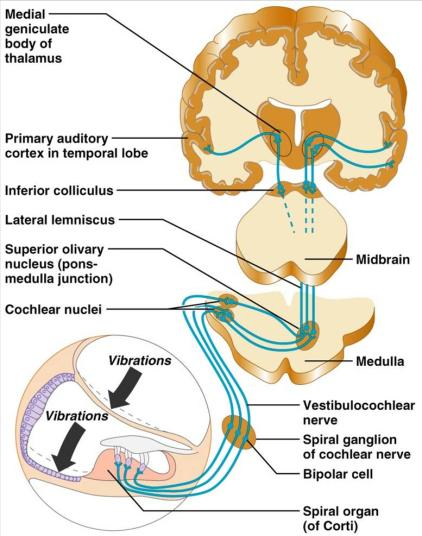 Medial
geniculate
body of
thalamus
Primary auditory
cortex in temporal lobe
Inferior colliculus
Lateral lemniscus
Superior olivary
nucleus (pons-
medulla junction)
Midbrain
Cochlear nuclei
Vibrations
Vibrations
Medulla
Vestibulocochlear
nerve
Spiral ganglion
of cochlear nerve
Bipolar cell
Spiral organ
(of Corti)